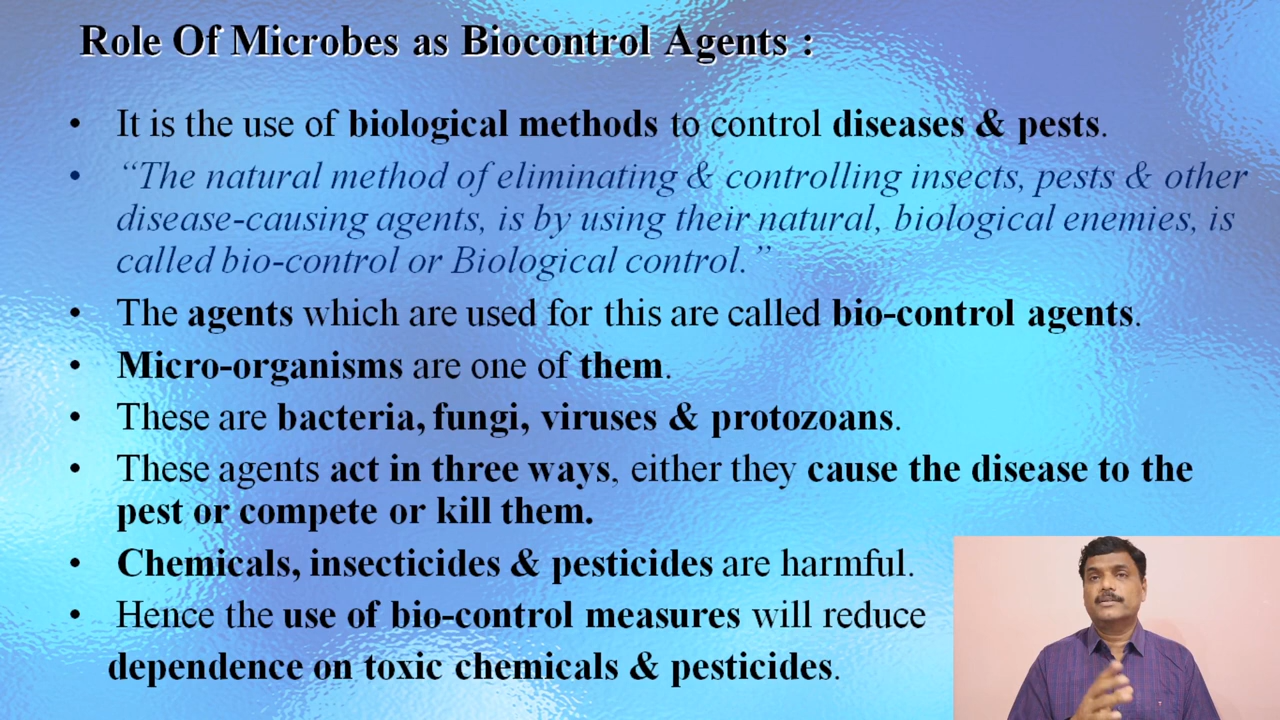 Role Of Microbes as Biocontrol Agents :
• It is the use of biological methods to control diseases & pests.
• “The natural method of eliminating & controlling insects, pests & other
disease-causing agents, is by using their natural, biological enemies, is
called bio-control or Biological control.”
• The agents which are used for this are called bio-control agents.
• Micro-organisms are one of them.
• These are bacteria, fungi, viruses & protozoans.
• These agents act in three ways, either they cause the disease to the
pest or compete or kill them.
• Chemicals, insecticides & pesticides are harmful.
• Hence the use of bio-control measures will reduce
dependence on toxic chemicals & pesticides.